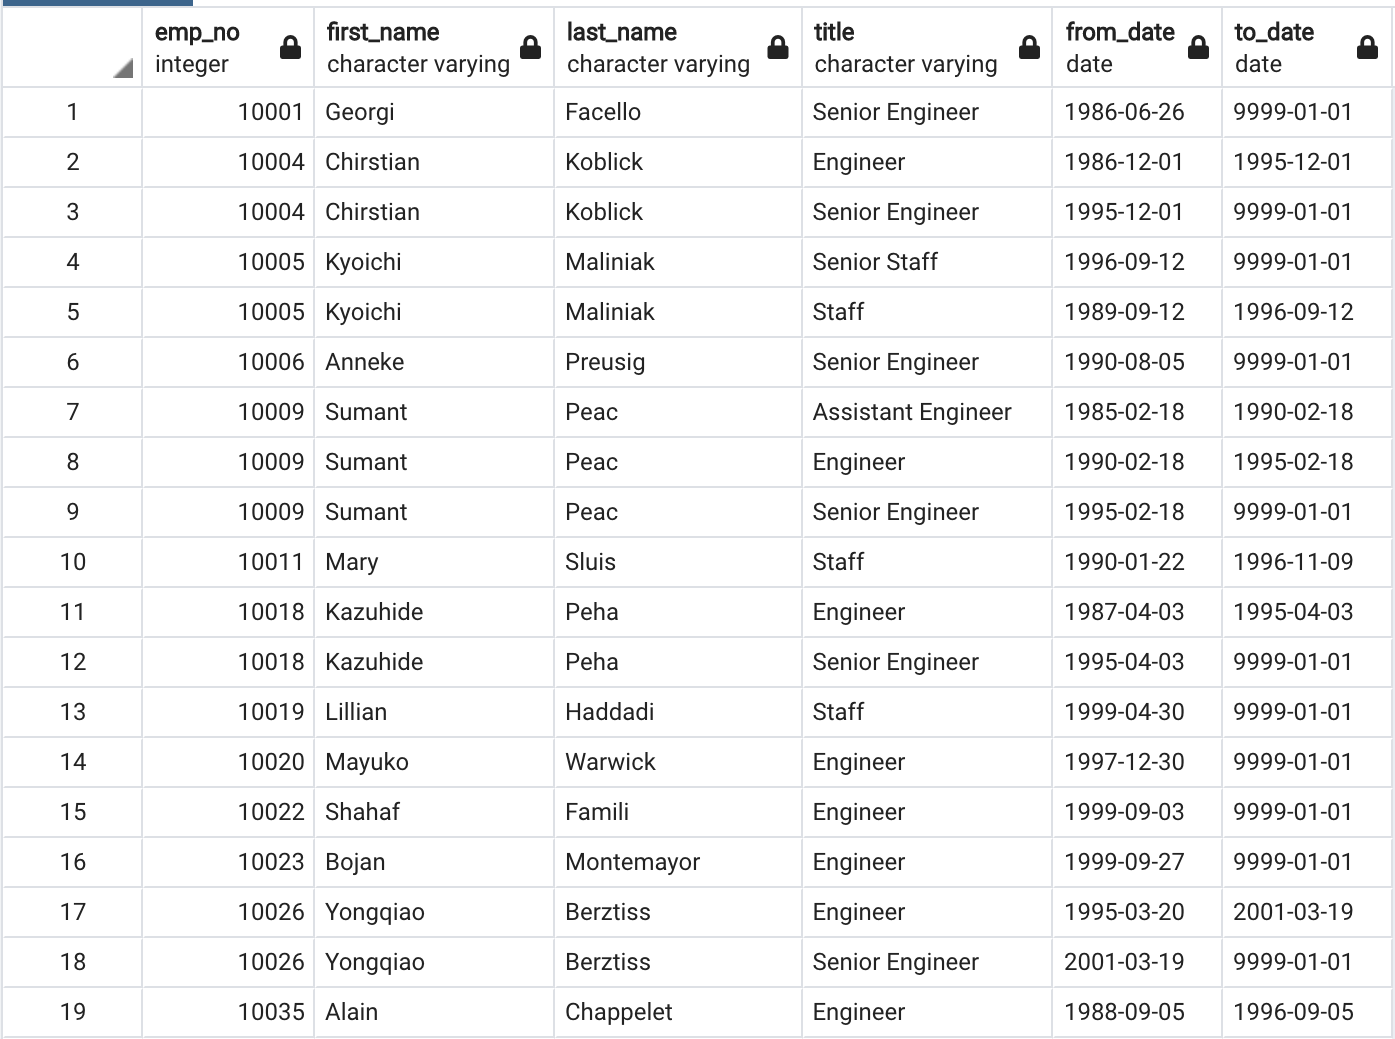 emp_no first_name last_name title from_date to_date
integer character varying character varying character varying date date
1 10001 Georgi Facello Senior Engineer 1986-06-26 9999-01-01
2 10004 Chirstian Koblick Engineer 1986-12-01 1995-12-01
3 10004 Chirstian Koblick Senior Engineer 1995-12-01 9999-01-01
4 10005 Kyoichi Maliniak Senior Staff 1996-09-12 9999-01-01
5 10005 Kyoichi Maliniak Staff 1989-09-12 1996-09-12
6 10006 Anneke Preusig Senior Engineer 1990-08-05 9999-01-01
7 10009 Sumant Peac Assistant Engineer 1985-02-18 1990-02-18
8 10009 Sumant Peac Engineer 1990-02-18 1995-02-18
9 10009 Sumant Peac Senior Engineer 1995-02-18 9999-01-01
10 10011 Mary Sluis Staff 1990-01-22 1996-11-09
11 10018 Kazuhide Peha Engineer 1987-04-03 1995-04-03
12 10018 Kazuhide Peha Senior Engineer 1995-04-03 9999-01-01
13 10019 Lillian Haddadi Staff 1999-04-30 9999-01-01
14 10020 Mayuko Warwick Engineer 1997-12-30 9999-01-01
15 10022 Shahaf Famili Engineer 1999-09-03 9999-01-01
16 10023 Bojan Montemayor Engineer 1999-09-27 9999-01-01
17 10026 Yongqiao Berztiss Engineer 1995-03-20 2001-03-19
18 10026 Yongqiao Berztiss Senior Engineer 2001-03-19 9999-01-01
19 10035 Alain Chappelet Engineer 1988-09-05 1996-09-05